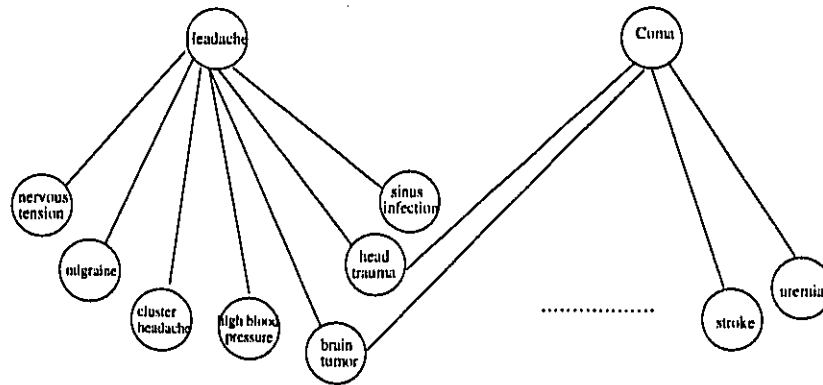 Headache
Coma
nervous
tension
sinus
infection
migraine
head
trauma
cluster
headache
high blood
pressure
brain
tumor
stroke
uremia